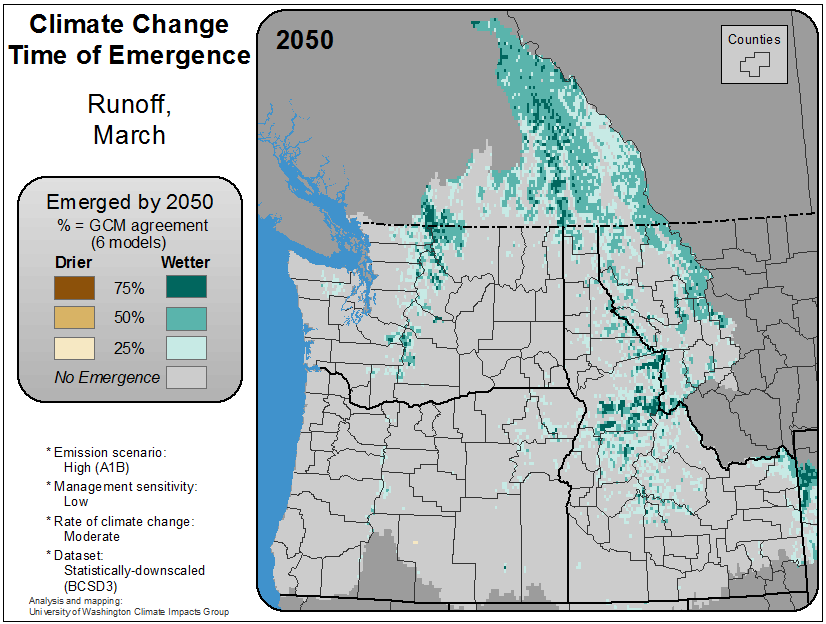 Climate Change
Time of Emergence
Runoff,
March
Emerged by 2050
% = GCM agreement
(6 models)
Drier Wetter
75%
50%
25%
No Emergence
* Emission scenario:
High (A1B)
* Management sensitivity:
Low
* Rate of climate change:
Moderate
* Dataset:
Statistically-downscaled
(BCSD3)
Analysis and mapping:
University of Washington Climate Impacts Group
2050
Counties